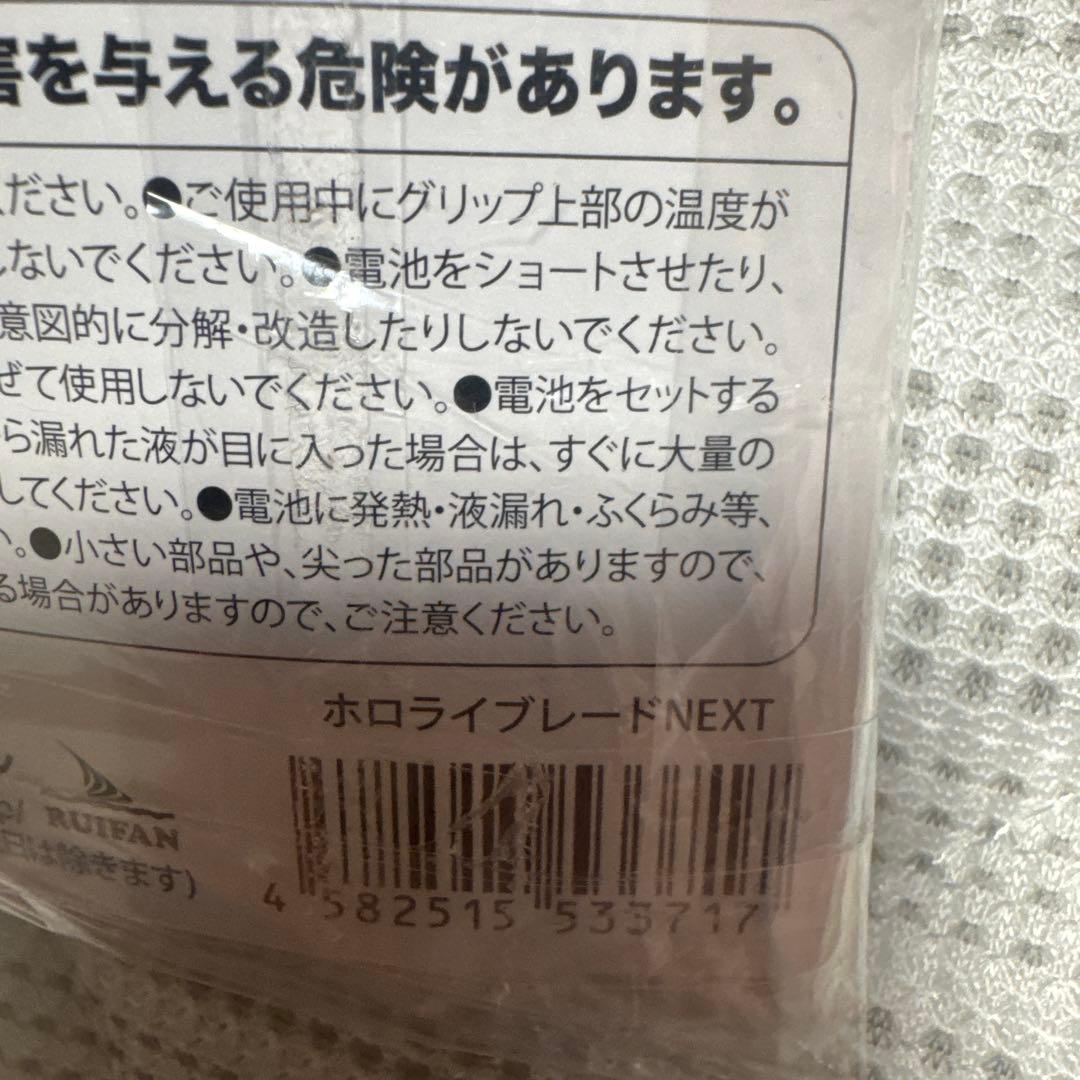 害を与える危険があります。
ださい。●ご使用中にグリップ上部の温度が
しないでください。●電池をショートさせたり、
意図的に分解・改造したりしないでください。
ぜて使用しないでください。●電池をセットする
ら漏れた液が目に入った場合は、すぐに大量の
してください。●電池に発熱・液漏れ・ふくらみ等、
い。●小さい部品や、尖った部品がありますので、
る場合がありますので、ご注意ください。
ホロライブレードNEXT
RUIFAN
日は除きます)
4 582515 533717